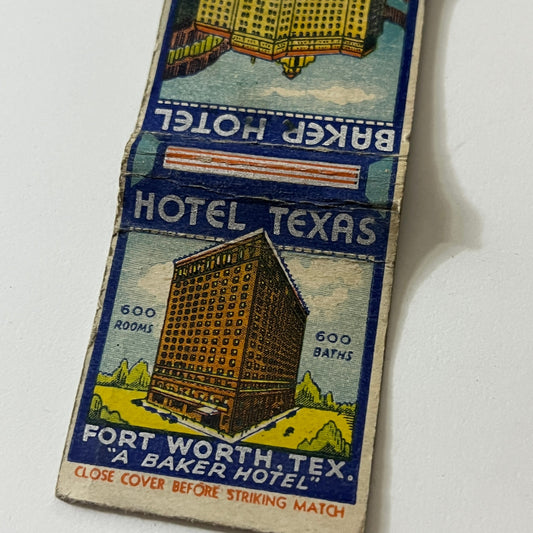 BAKER HOTEL
HOTEL TEXAS
600
ROOMS
600
BATHS
FORT WORTH, TEX.
"A BAKER HOTEL"
CLOSE COVER BEFORE STRIKING MATCH